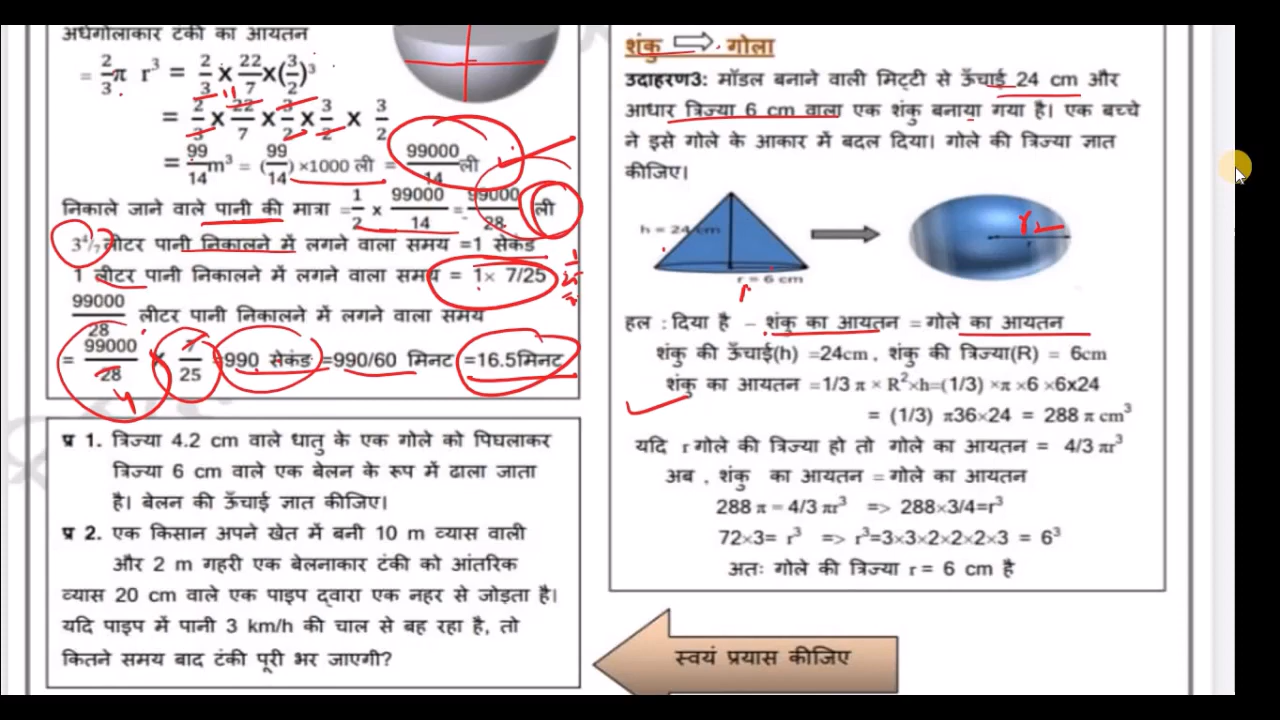 अर्धगोलाकार टंकी का आयतन
= 2/3 π r³ = 2/3 × 22/7 × (3/2)³
= 2/3 × 22/7 × 3/2 × 3/2 × 3/2
= 99/14 m³ = (99/14) ×1000 ली = 99000/14 ली
निकाले जाने वाले पानी की मात्रा = 1/2 × 99000/14 = 99000/28 ली
3⁴/₇ लीटर पानी निकालने में लगने वाला समय =1 सेकंड
1 लीटर पानी निकालने में लगने वाला समय = 1× 7/25
99000/28 लीटर पानी निकालने में लगने वाला समय
= 99000/28 × 7/25 =990 सेकंड =990/60 मिनट =16.5मिनट
4
प्र 1. त्रिज्या 4.2 cm वाले धातु के एक गोले को पिघलाकर
त्रिज्या 6 cm वाले एक बेलन के रूप में ढाला जाता
है। बेलन की ऊँचाई ज्ञात कीजिए।
प्र 2. एक किसान अपने खेत में बनी 10 m व्यास वाली
और 2 m गहरी एक बेलनाकार टंकी को आंतरिक
व्यास 20 cm वाले एक पाइप द्वारा एक नहर से जोड़ता है।
यदि पाइप में पानी 3 km/h की चाल से बह रहा है, तो
कितने समय बाद टंकी पूरी भर जाएगी?
शंकु ⇒ गोला
उदाहरण3: मॉडल बनाने वाली मिट्टी से ऊँचाई 24 cm और
आधार त्रिज्या 6 cm वाला एक शंकु बनाया गया है। एक बच्चे
ने इसे गोले के आकार में बदल दिया। गोले की त्रिज्या ज्ञात
कीजिए।
h = 24 cm
r = 6 cm
r
r
हल : दिया है – शंकु का आयतन = गोले का आयतन
शंकु की ऊँचाई(h) =24cm, शंकु की त्रिज्या(R) = 6cm
शंकु का आयतन =1/3 π × R²×h=(1/3) ×π ×6 ×6x24
= (1/3) π36×24 = 288 π cm³
यदि r गोले की त्रिज्या हो तो गोले का आयतन = 4/3 πr³
अब , शंकु का आयतन = गोले का आयतन
288 π = 4/3 πr³ => 288×3/4=r³
72×3= r³ => r³=3×3×2×2×2×3 = 6³
अतः गोले की त्रिज्या r = 6 cm है
स्वयं प्रयास कीजिए